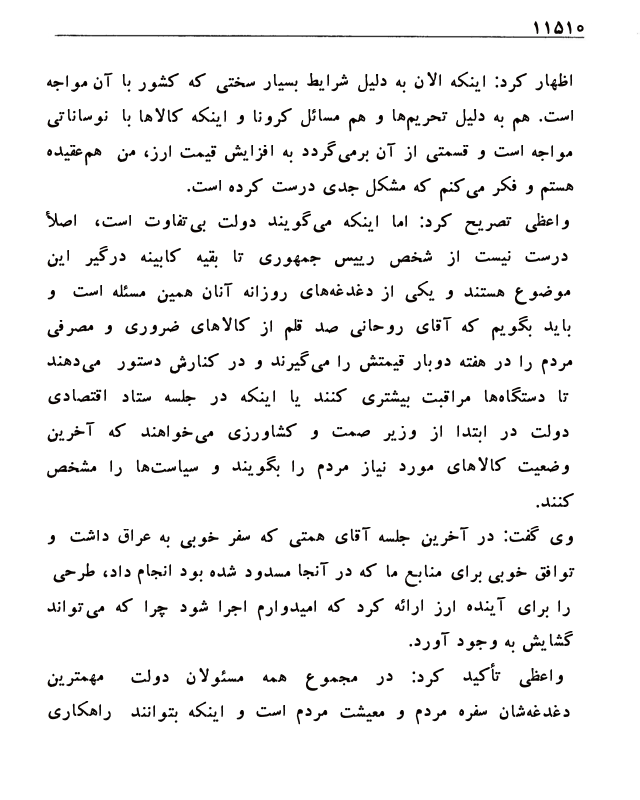 ۱۱۵۱۰
اظهار کرد: اینکه الان به دلیل شرایط بسیار سختی که کشور با آن مواجه
است. هم به دلیل تحریم‌ها و هم مسائل کرونا و اینکه کالاها با نوساناتی
مواجه است و قسمتی از آن برمی‌گردد به افزایش قیمت ارز، من هم‌عقیده
هستم و فکر می‌کنم که مشکل جدی درست کرده است.
واعظی تصریح کرد: اما اینکه می‌گویند دولت بی‌تفاوت است، اصلاً
درست نیست از شخص رییس جمهوری تا بقیه کابینه درگیر این
موضوع هستند و یکی از دغدغه‌های روزانه آنان همین مسئله است و
باید بگویم که آقای روحانی صد قلم از کالاهای ضروری و مصرفی
مردم را در هفته دوبار قیمتش را می‌گیرند و در کنارش دستور می‌دهند
تا دستگاه‌ها مراقبت بیشتری کنند یا اینکه در جلسه ستاد اقتصادی
دولت در ابتدا از وزیر صمت و کشاورزی می‌خواهند که آخرین
وضعیت کالاهای مورد نیاز مردم را بگویند و سیاست‌ها را مشخص
کنند.
وی گفت: در آخرین جلسه آقای همتی که سفر خوبی به عراق داشت و
توافق خوبی برای منابع ما که در آنجا مسدود شده بود انجام داد، طرحی
را برای آینده ارز ارائه کرد که امیدوارم اجرا شود چرا که می‌تواند
گشایش به وجود آورد.
واعظی تأکید کرد: در مجموع همه مسئولان دولت مهمترین
دغدغه‌شان سفره مردم و معیشت مردم است و اینکه بتوانند راهکاری